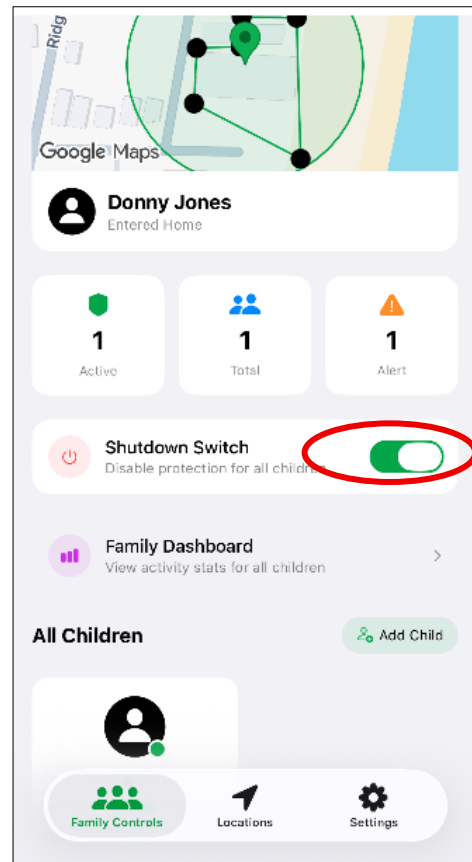 Ridg
Google Maps
Donny Jones
Entered Home
1
1
1
Active
Total
Alert
Shutdown Switch
Disable protection for all children
Family Dashboard
View activity stats for all children
All Children
Add Child
Family Controls
Locations
Settings